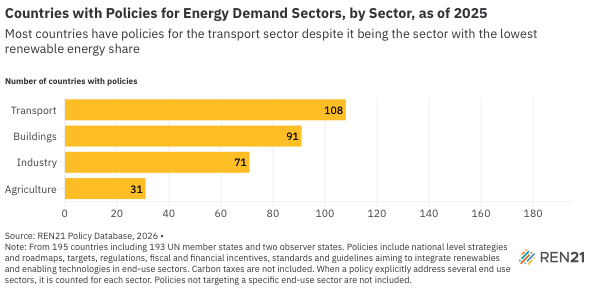 Countries with Policies for Energy Demand Sectors, by Sector, as of 2025
Most countries have policies for the transport sector despite it being the sector with the lowest
renewable energy share
Number of countries with policies
Transport 108
Buildings 91
Industry 71
Agriculture 31
0 20 40 60 80 100 120 140 160 180
Source: REN21 Policy Database, 2026 •
Note: From 195 countries including 193 UN member states and two observer states. Policies include national level strategies
and roadmaps, targets, regulations, fiscal and financial incentives, standards and guidelines aiming to integrate renewables
and enabling technologies in end-use sectors. Carbon taxes are not included. When a policy explicitly address several end use
sectors, it is counted for each sector. Policies not targeting a specific end-use sector are not included.
REN21